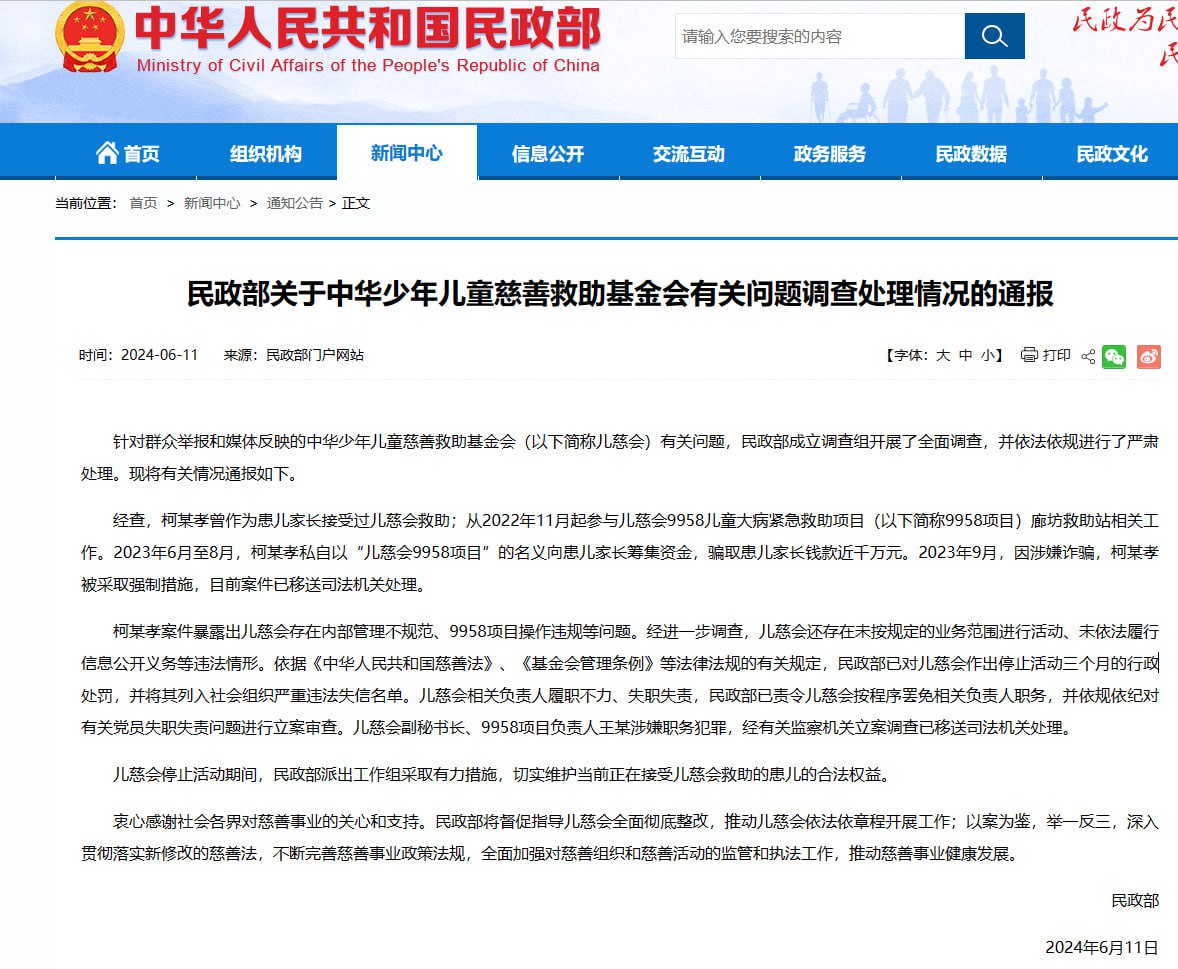 中华人民共和国民政部
Ministry of Civil Affairs of the People's Republic of China
请输入您要搜索的内容
民政为民
民
首页 组织机构 新闻中心 信息公开 交流互动 政务服务 民政数据 民政文化
当前位置： 首页 > 新闻中心 > 通知公告 > 正文
民政部关于中华少年儿童慈善救助基金会有关问题调查处理情况的通报
时间：2024-06-11 来源：民政部门户网站 【字体：大 中 小】 打印
针对群众举报和媒体反映的中华少年儿童慈善救助基金会（以下简称儿慈会）有关问题，民政部成立调查组开展了全面调查，并依法依规进行了严肃
处理。现将有关情况通报如下。
经查，柯某孝曾作为患儿家长接受过儿慈会救助；从2022年11月起参与儿慈会9958儿童大病紧急救助项目（以下简称9958项目）廊坊救助站相关工
作。2023年6月至8月，柯某孝私自以“儿慈会9958项目”的名义向患儿家长筹集资金，骗取患儿家长钱款近千万元。2023年9月，因涉嫌诈骗，柯某孝
被采取强制措施，目前案件已移送司法机关处理。
柯某孝案件暴露出儿慈会存在内部管理不规范、9958项目操作违规等问题。经进一步调查，儿慈会还存在未按规定的业务范围进行活动、未依法履行
信息公开义务等违法情形。依据《中华人民共和国慈善法》、《基金会管理条例》等法律法规的有关规定，民政部已对儿慈会作出停止活动三个月的行政
处罚，并将其列入社会组织严重违法失信名单。儿慈会相关负责人履职不力、失职失责，民政部已责令儿慈会按程序罢免相关负责人职务，并依规依纪对
有关党员失职失责问题进行立案审查。儿慈会副秘书长、9958项目负责人王某涉嫌职务犯罪，经有关监察机关立案调查已移送司法机关处理。
儿慈会停止活动期间，民政部派出工作组采取有力措施，切实维护当前正在接受儿慈会救助的患儿的合法权益。
衷心感谢社会各界对慈善事业的关心和支持。民政部将督促指导儿慈会全面彻底整改，推动儿慈会依法依章程开展工作；以案为鉴，举一反三，深入
贯彻落实新修改的慈善法，不断完善慈善事业政策法规，全面加强对慈善组织和慈善活动的监管和执法工作，推动慈善事业健康发展。
民政部
2024年6月11日